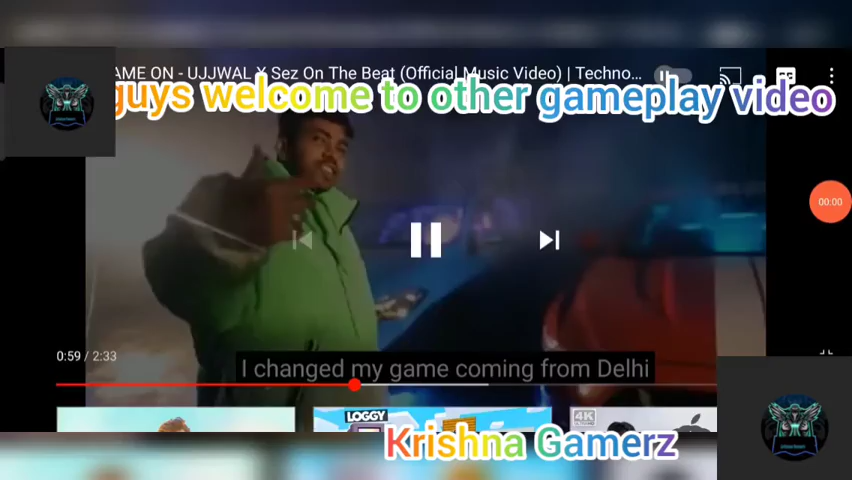 AME ON - UJJWAL X Sez On The Beat (Official Music Video) | Techno...
guys welcome to other gameplay video
00:00
0:59 / 2:33
I changed my game coming from Delhi
LOGGY
4K
Krishna Gamerz